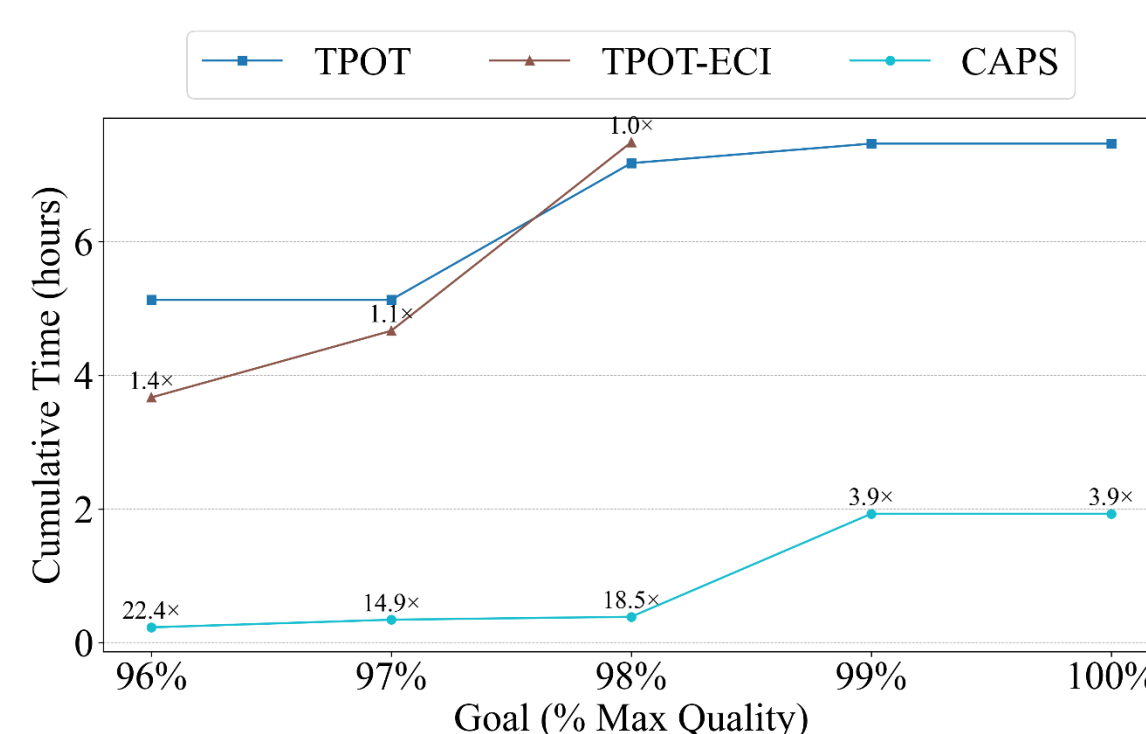 TPOT TPOT-ECI CAPS
Cumulative Time (hours)
6
4
2
0
1.0×
1.1×
1.4×
3.9× 3.9×
22.4× 14.9× 18.5×
96% 97% 98% 99% 100%
Goal (% Max Quality)